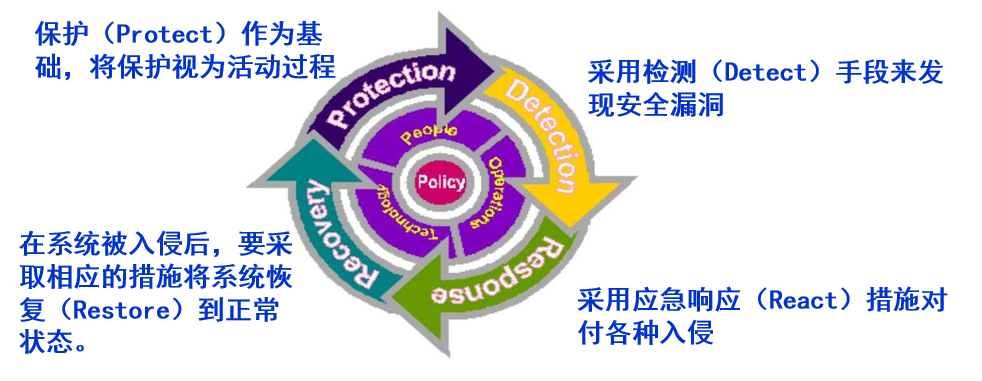 保护（Protect）作为基
础，将保护视为活动过程
采用检测（Detect）手段来发
现安全漏洞
Protection
Detection
People
Operations
Policy
Technology
Recovery
Response
在系统被入侵后，要采
取相应的措施将系统恢
复（Restore）到正常
状态。
采用应急响应（React）措施对
付各种入侵